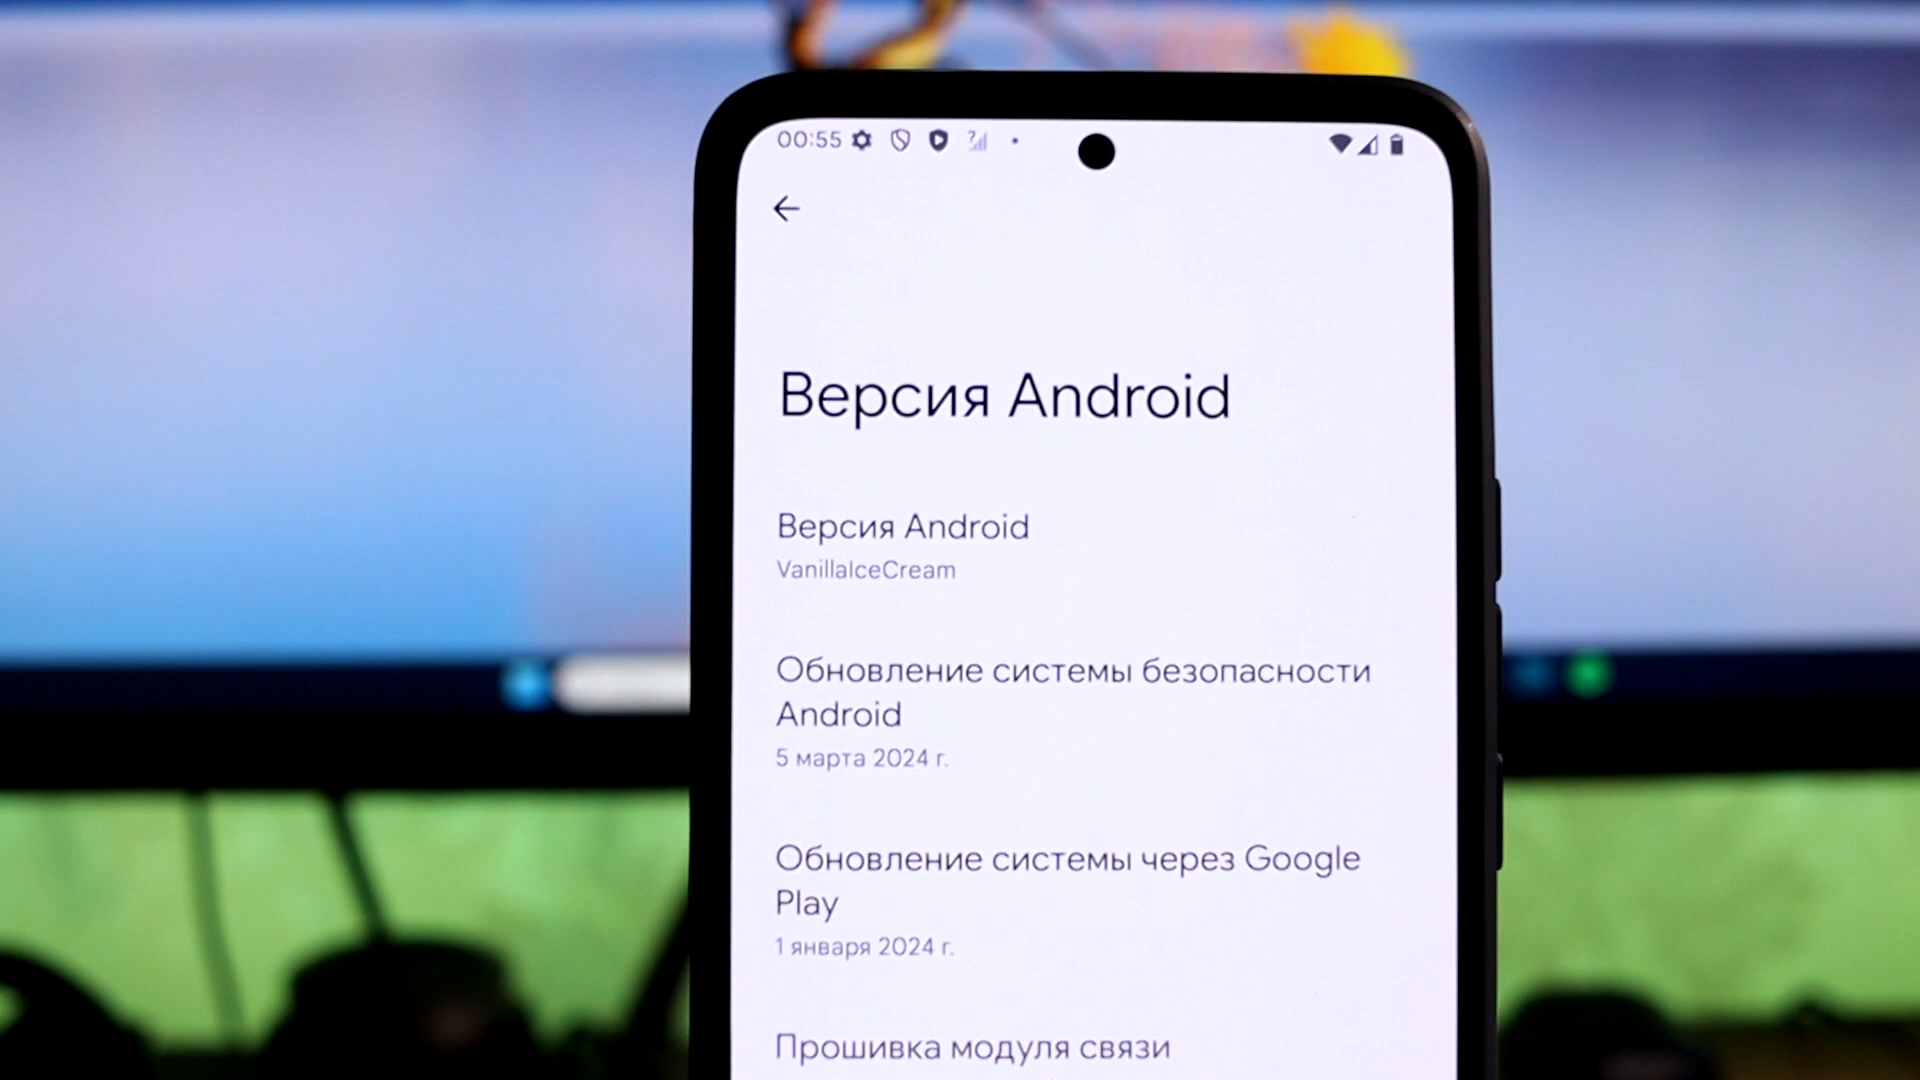 00:55
Версия Android
Версия Android
VanillaIceCream
Обновление системы безопасности
Android
5 марта 2024 г.
Обновление системы через Google
Play
1 января 2024 г.
Прошивка модуля связи